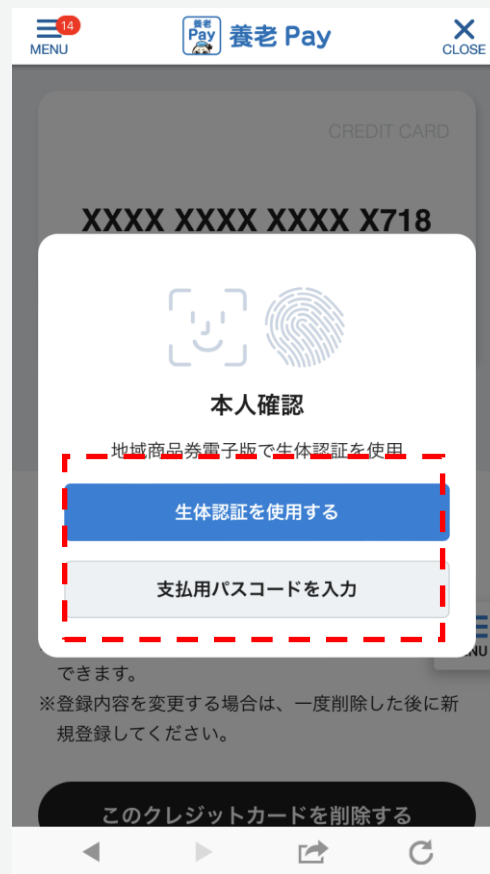 14
MENU
養老
Pay
養老 Pay
CLOSE
CREDIT CARD
XXXX XXXX XXXX X718
本人確認
地域商品券電子版で生体認証を使用
生体認証を使用する
支払用パスコードを入力
NU
できます。
※登録内容を変更する場合は、一度削除した後に新
規登録してください。
このクレジットカードを削除する